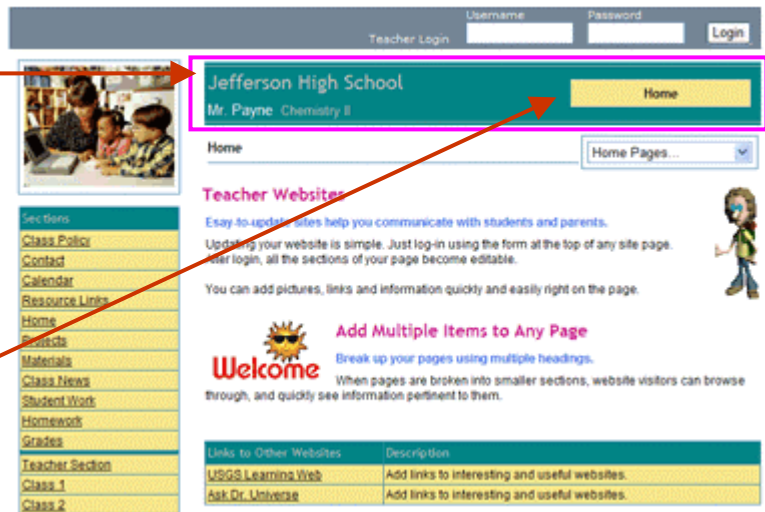 Username Password
Teacher Login Login
Jefferson High School
Mr. Payne Chemistry II
Home
Home
Home Pages...
Sections
Class Policy
Contact
Calendar
Resource Links
Home
Projects
Materials
Class News
Student Work
Homework
Grades
Teacher Section
Class 1
Class 2
Teacher Websites
Esay-to-update sites help you communicate with students and parents.
Updating your website is simple. Just log-in using the form at the top of any site page.
After login, all the sections of your page become editable.
You can add pictures, links and information quickly and easily right on the page.
Welcome
Add Multiple Items to Any Page
Break up your pages using multiple headings.
When pages are broken into smaller sections, website visitors can browse
through, and quickly see information pertinent to them.
Links to Other Websites Description
USGS Learning Web Add links to interesting and useful websites.
Ask Dr. Universe Add links to interesting and useful websites.